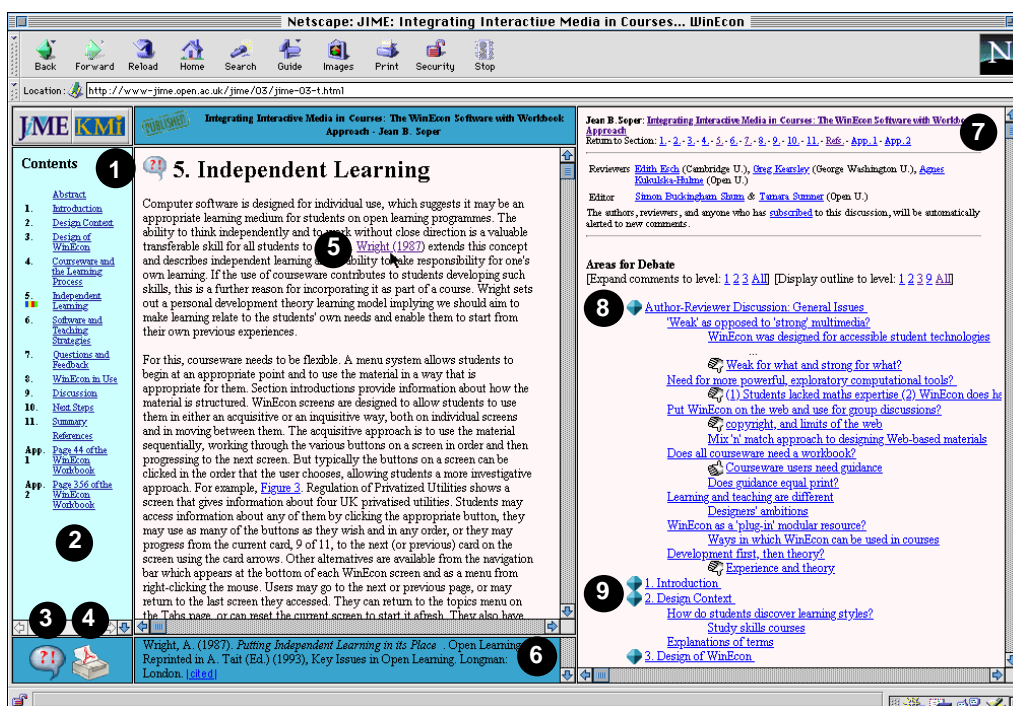 Netscape: JIME: Integrating Interactive Media in Courses... WinEcon
Back Forward Reload Home Search Guide Images Print Security Stop
N
Location: http://www-jime.open.ac.uk/jime/03/jime-03-t.html
JiME KMi
PUBLISHED
Integrating Interactive Media in Courses: The WinEcon Software with Workbook
Approach - Jean B. Soper
Contents
1
Abstract
1. Introduction
2. Design Context
3. Design of
WinEcon
4. Courseware and
the Learning
Process
5. Independent
Learning
6. Software and
Teaching
Strategies
7. Questions and
Feedback
8. WinEcon in Use
9. Discussion
10. Next Steps
11. Summary
References
App. 1 Page 44 of the
WinEcon
Workbook
App. 2 Page 356 of the
WinEcon
Workbook
2
3 4
?!
?! 5. Independent Learning
Computer software is designed for individual use, which suggests it may be an
appropriate learning medium for students on open learning programmes. The
ability to think independently and to work without close direction is a valuable
transferable skill for all students to 5 Wright (1987) extends this concept
and describes independent learning ability to make responsibility for one's
own learning. If the use of courseware contributes to students developing such
skills, this is a further reason for incorporating it as part of a course. Wright sets
out a personal development theory learning model implying we should aim to
make learning relate to the students' own needs and enable them to start from
their own previous experiences.
For this, courseware needs to be flexible. A menu system allows students to
begin at an appropriate point and to use the material in a way that is
appropriate for them. Section introductions provide information about how the
material is structured. WinEcon screens are designed to allow students to use
them in either an acquisitive or an inquisitive way, both on individual screens
and in moving between them. The acquisitive approach is to use the material
sequentially, working through the various buttons on a screen in order and then
progressing to the next screen. But typically the buttons on a screen can be
clicked in the order that the user chooses, allowing students a more investigative
approach. For example, Figure 3. Regulation of Privatized Utilities shows a
screen that gives information about four UK privatised utilities. Students may
access information about any of them by clicking the appropriate button, they
may use as many of the buttons as they wish and in any order, or they may
progress from the current card, 9 of 11, to the next (or previous) card on the
screen using the card arrows. Other alternatives are available from the navigation
bar which appears at the bottom of each WinEcon screen and as a menu from
right-clicking the mouse. Users may go to the next or previous page, or may
return to the last screen they accessed. They can return to the topics menu on
the Tabs page, or can reset the current screen to start it afresh. They also have
Wright, A. (1987). Putting Independent Learning in its Place . Open Learning
Reprinted in A. Tait (Ed.) (1993), Key Issues in Open Learning. Longman:
London. [cited]
6
Jean B. Soper: Integrating Interactive Media in Courses: The WinEcon Software with Workbook
Approach
7
Return to Section: 1. - 2. - 3. - 4. - 5. - 6. - 7. - 8. - 9. - 10. - 11. - Refs. - App.1 - App.2
Reviewers Edith Esch (Cambridge U.), Greg Kearsley (George Washington U.), Agnes
Kukulska-Hulme (Open U.)
Editor Simon Buckingham Shum & Tamara Sumner (Open U.)
The authors, reviewers, and anyone who has subscribed to this discussion, will be automatically
alerted to new comments.
Areas for Debate
[Expand comments to level: 1 2 3 All] [Display outline to level: 1 2 3 9 All]
8 Author-Reviewer Discussion: General Issues
'Weak' as opposed to 'strong' multimedia?
WinEcon was designed for accessible student technologies
...
Weak for what and strong for what?
Need for more powerful, exploratory computational tools?
(1) Students lacked maths expertise (2) WinEcon does ha
Put WinEcon on the web and use for group discussions?
copyright, and limits of the web
Mix 'n' match approach to designing Web-based materials
Does all courseware need a workbook?
Courseware users need guidance
Does guidance equal print?
Learning and teaching are different
Designers' ambitions
WinEcon as a 'plug-in' modular resource?
Ways in which WinEcon can be used in courses
Development first, then theory?
Experience and theory
9 1. Introduction
2. Design Context
How do students discover learning styles?
Study skills courses
Explanations of terms
3. Design of WinEcon